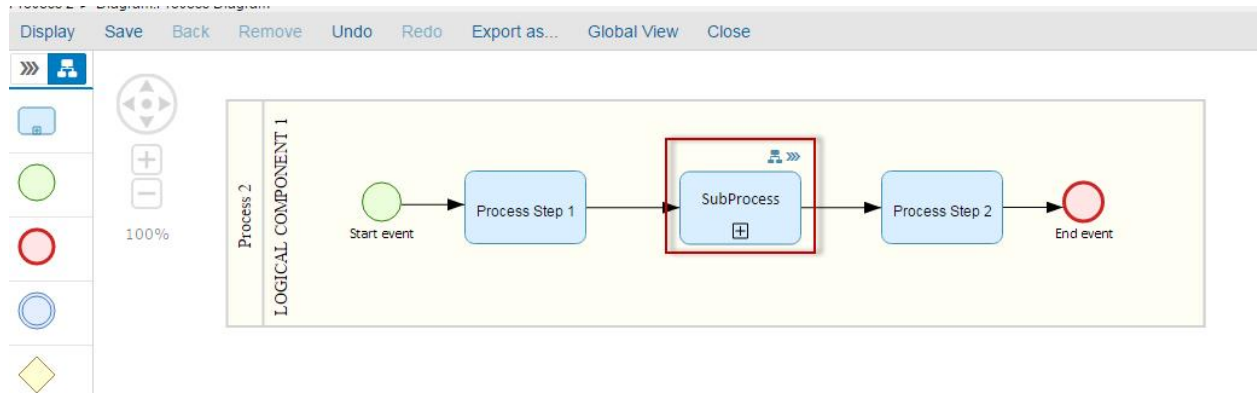 Display Save Back Remove Undo Redo Export as... Global View Close
100%
Process 2
LOGICAL COMPONENT 1
Start event
Process Step 1
SubProcess
Process Step 2
End event